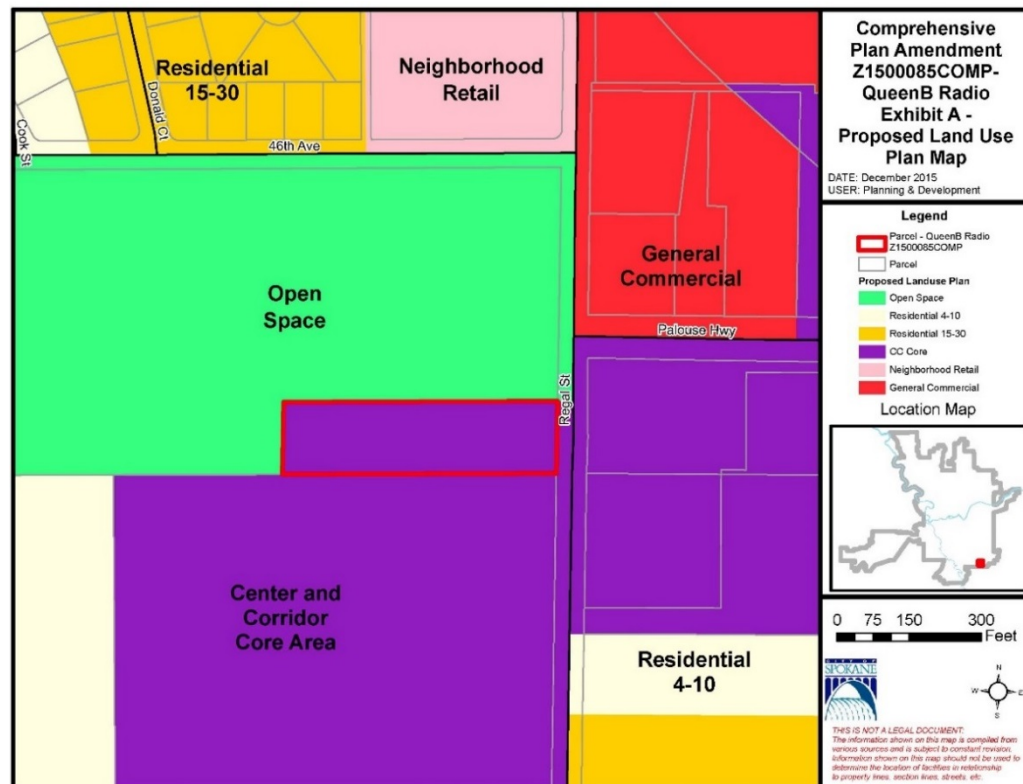 Comprehensive
Plan Amendment
Z1500085COMP-
QueenB Radio
Exhibit A -
Proposed Land Use
Plan Map
DATE: December 2015
USER: Planning & Development
Legend
Parcel - QueenB Radio
Z1500085COMP
Parcel
Proposed Landuse Plan
Open Space
Residential 4-10
Residential 15-30
CC Core
Neighborhood Retail
General Commercial
Location Map
0 75 150 300
Feet
CITY OF
SPOKANE
N
W E
S
THIS IS NOT A LEGAL DOCUMENT:
The information shown on this map is compiled from
various sources and is subject to constant revision.
Information shown on this map should not be used to
determine the location of facilities in relationship
to property lines, section lines, streets, etc.
Residential
15-30
Neighborhood
Retail
Donald Ct
Cook St
46th Ave
General
Commercial
Open
Space
Palouse Hwy
Regal St
Center and
Corridor
Core Area
Residential
4-10